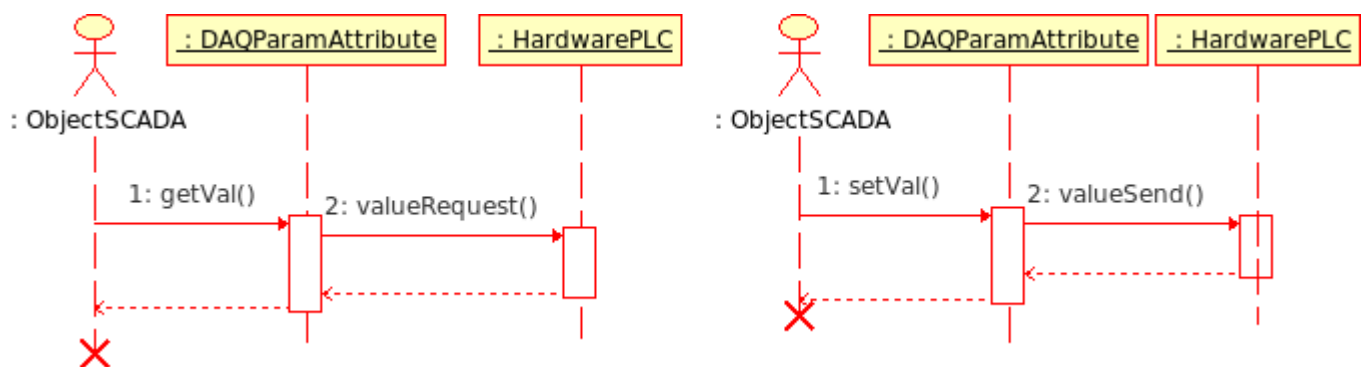 : DAQParamAttribute
: HardwarePLC
: ObjectSCADA
1: getVal()
2: valueRequest()
: DAQParamAttribute
: HardwarePLC
: ObjectSCADA
1: setVal()
2: valueSend()